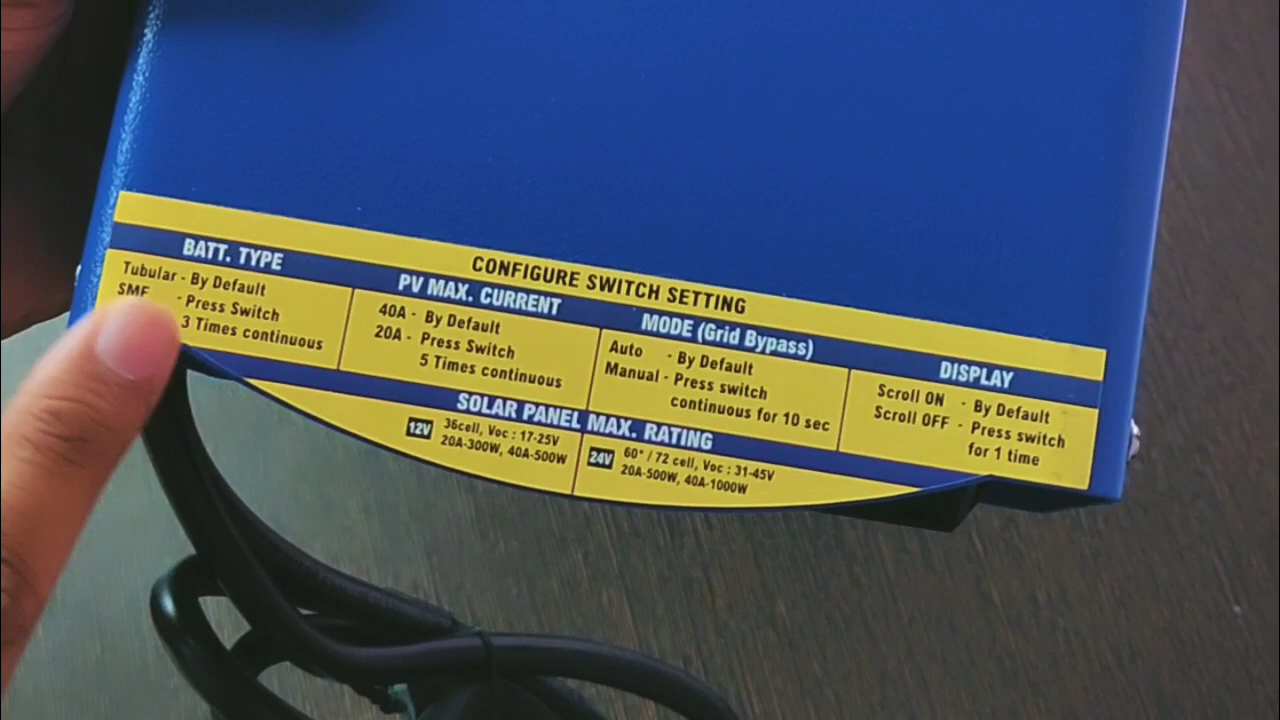 CONFIGURE SWITCH SETTING
BATT. TYPE
Tubular - By Default
SMF - Press Switch
3 Times continuous
PV MAX. CURRENT
40A - By Default
20A - Press Switch
5 Times continuous
MODE (Grid Bypass)
Auto - By Default
Manual - Press switch
continuous for 10 sec
DISPLAY
Scroll ON - By Default
Scroll OFF - Press switch
for 1 time
SOLAR PANEL MAX. RATING
12V 36cell, Voc : 17-25V
20A-300W, 40A-500W
24V 60* / 72 cell, Voc : 31-45V
20A-500W, 40A-1000W